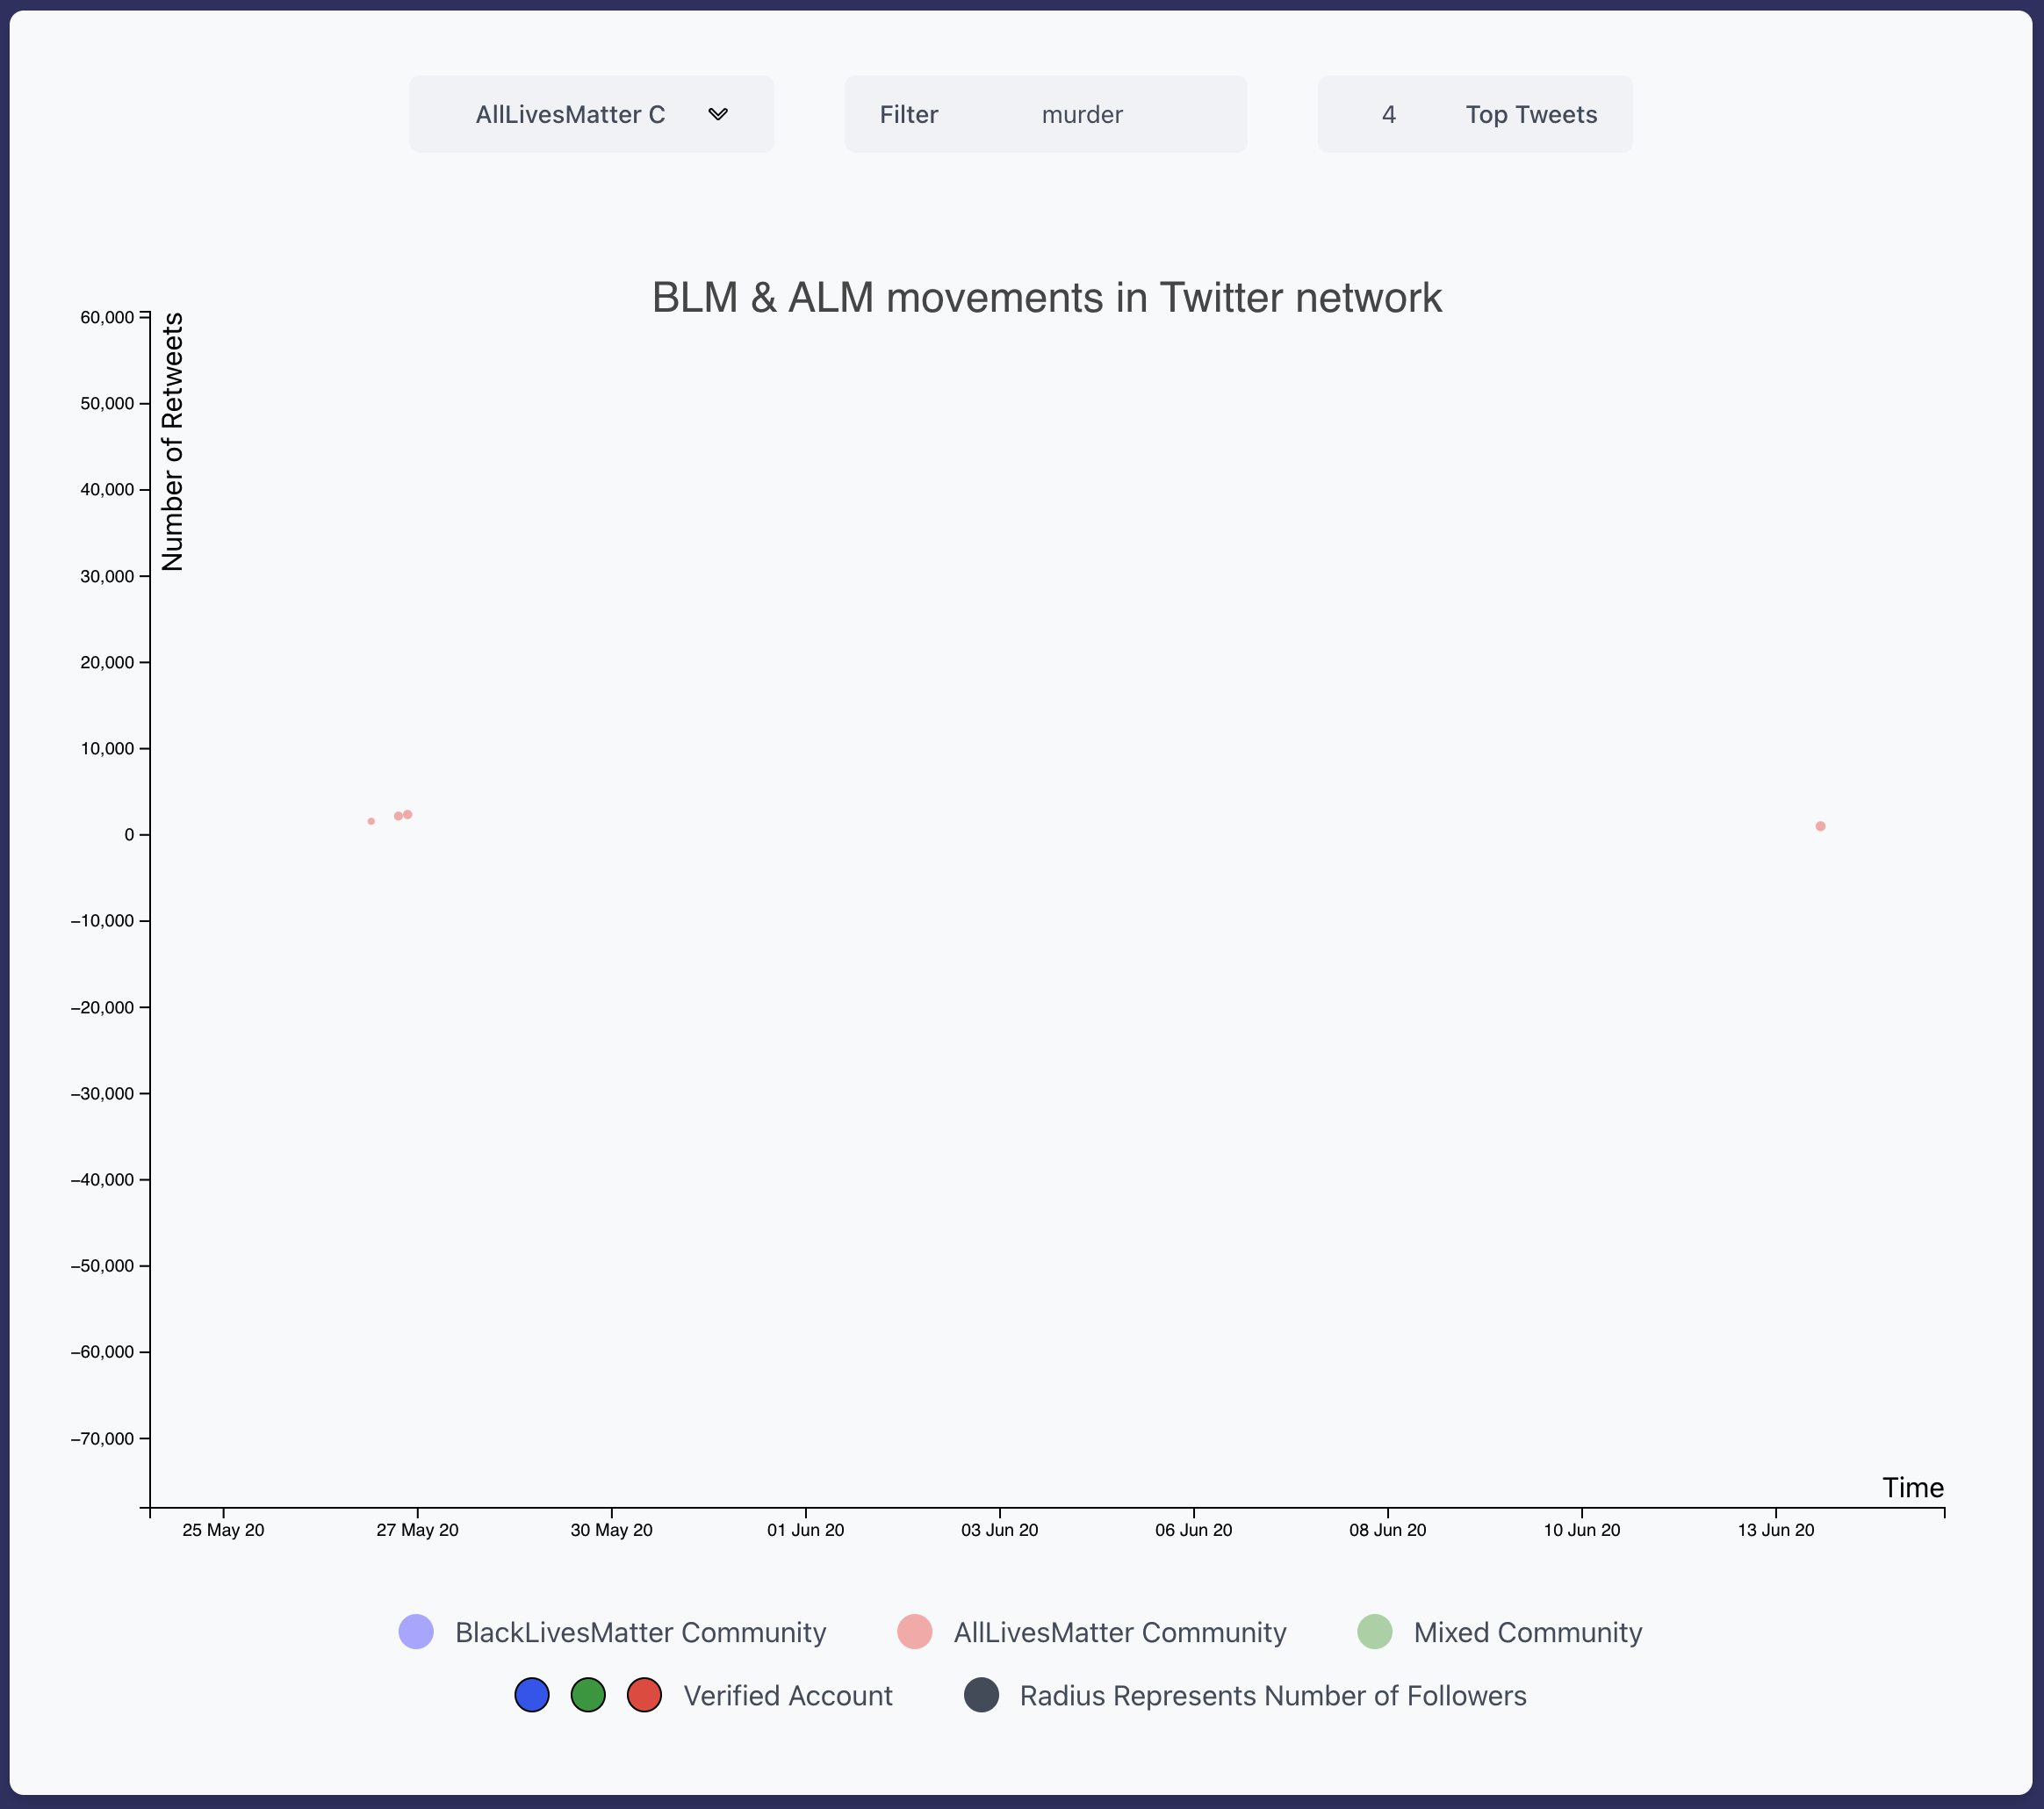 AllLivesMatter C
Filter murder
4 Top Tweets
BLM & ALM movements in Twitter network
Number of Retweets
60,000
50,000
40,000
30,000
20,000
10,000
0
−10,000
−20,000
−30,000
−40,000
−50,000
−60,000
−70,000
Time
25 May 20 27 May 20 30 May 20 01 Jun 20 03 Jun 20 06 Jun 20 08 Jun 20 10 Jun 20 13 Jun 20
BlackLivesMatter Community AllLivesMatter Community Mixed Community
Verified Account Radius Represents Number of Followers